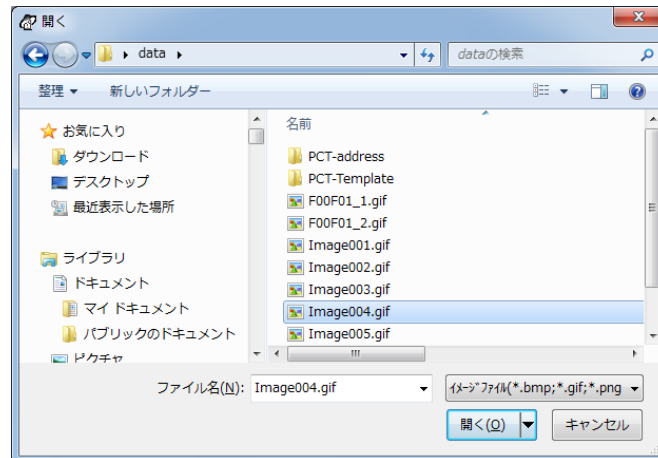 開く
data
dataの検索
整理
新しいフォルダー
お気に入り
ダウンロード
デスクトップ
最近表示した場所
ライブラリ
ドキュメント
マイ ドキュメント
パブリックのドキュメント
ピクチャ
名前
PCT-address
PCT-Template
F00F01_1.gif
F00F01_2.gif
Image001.gif
Image002.gif
Image003.gif
Image004.gif
Image005.gif
ファイル名(N): Image004.gif
イメージファイル(*.bmp;*.gif;*.png
開く(O)
キャンセル